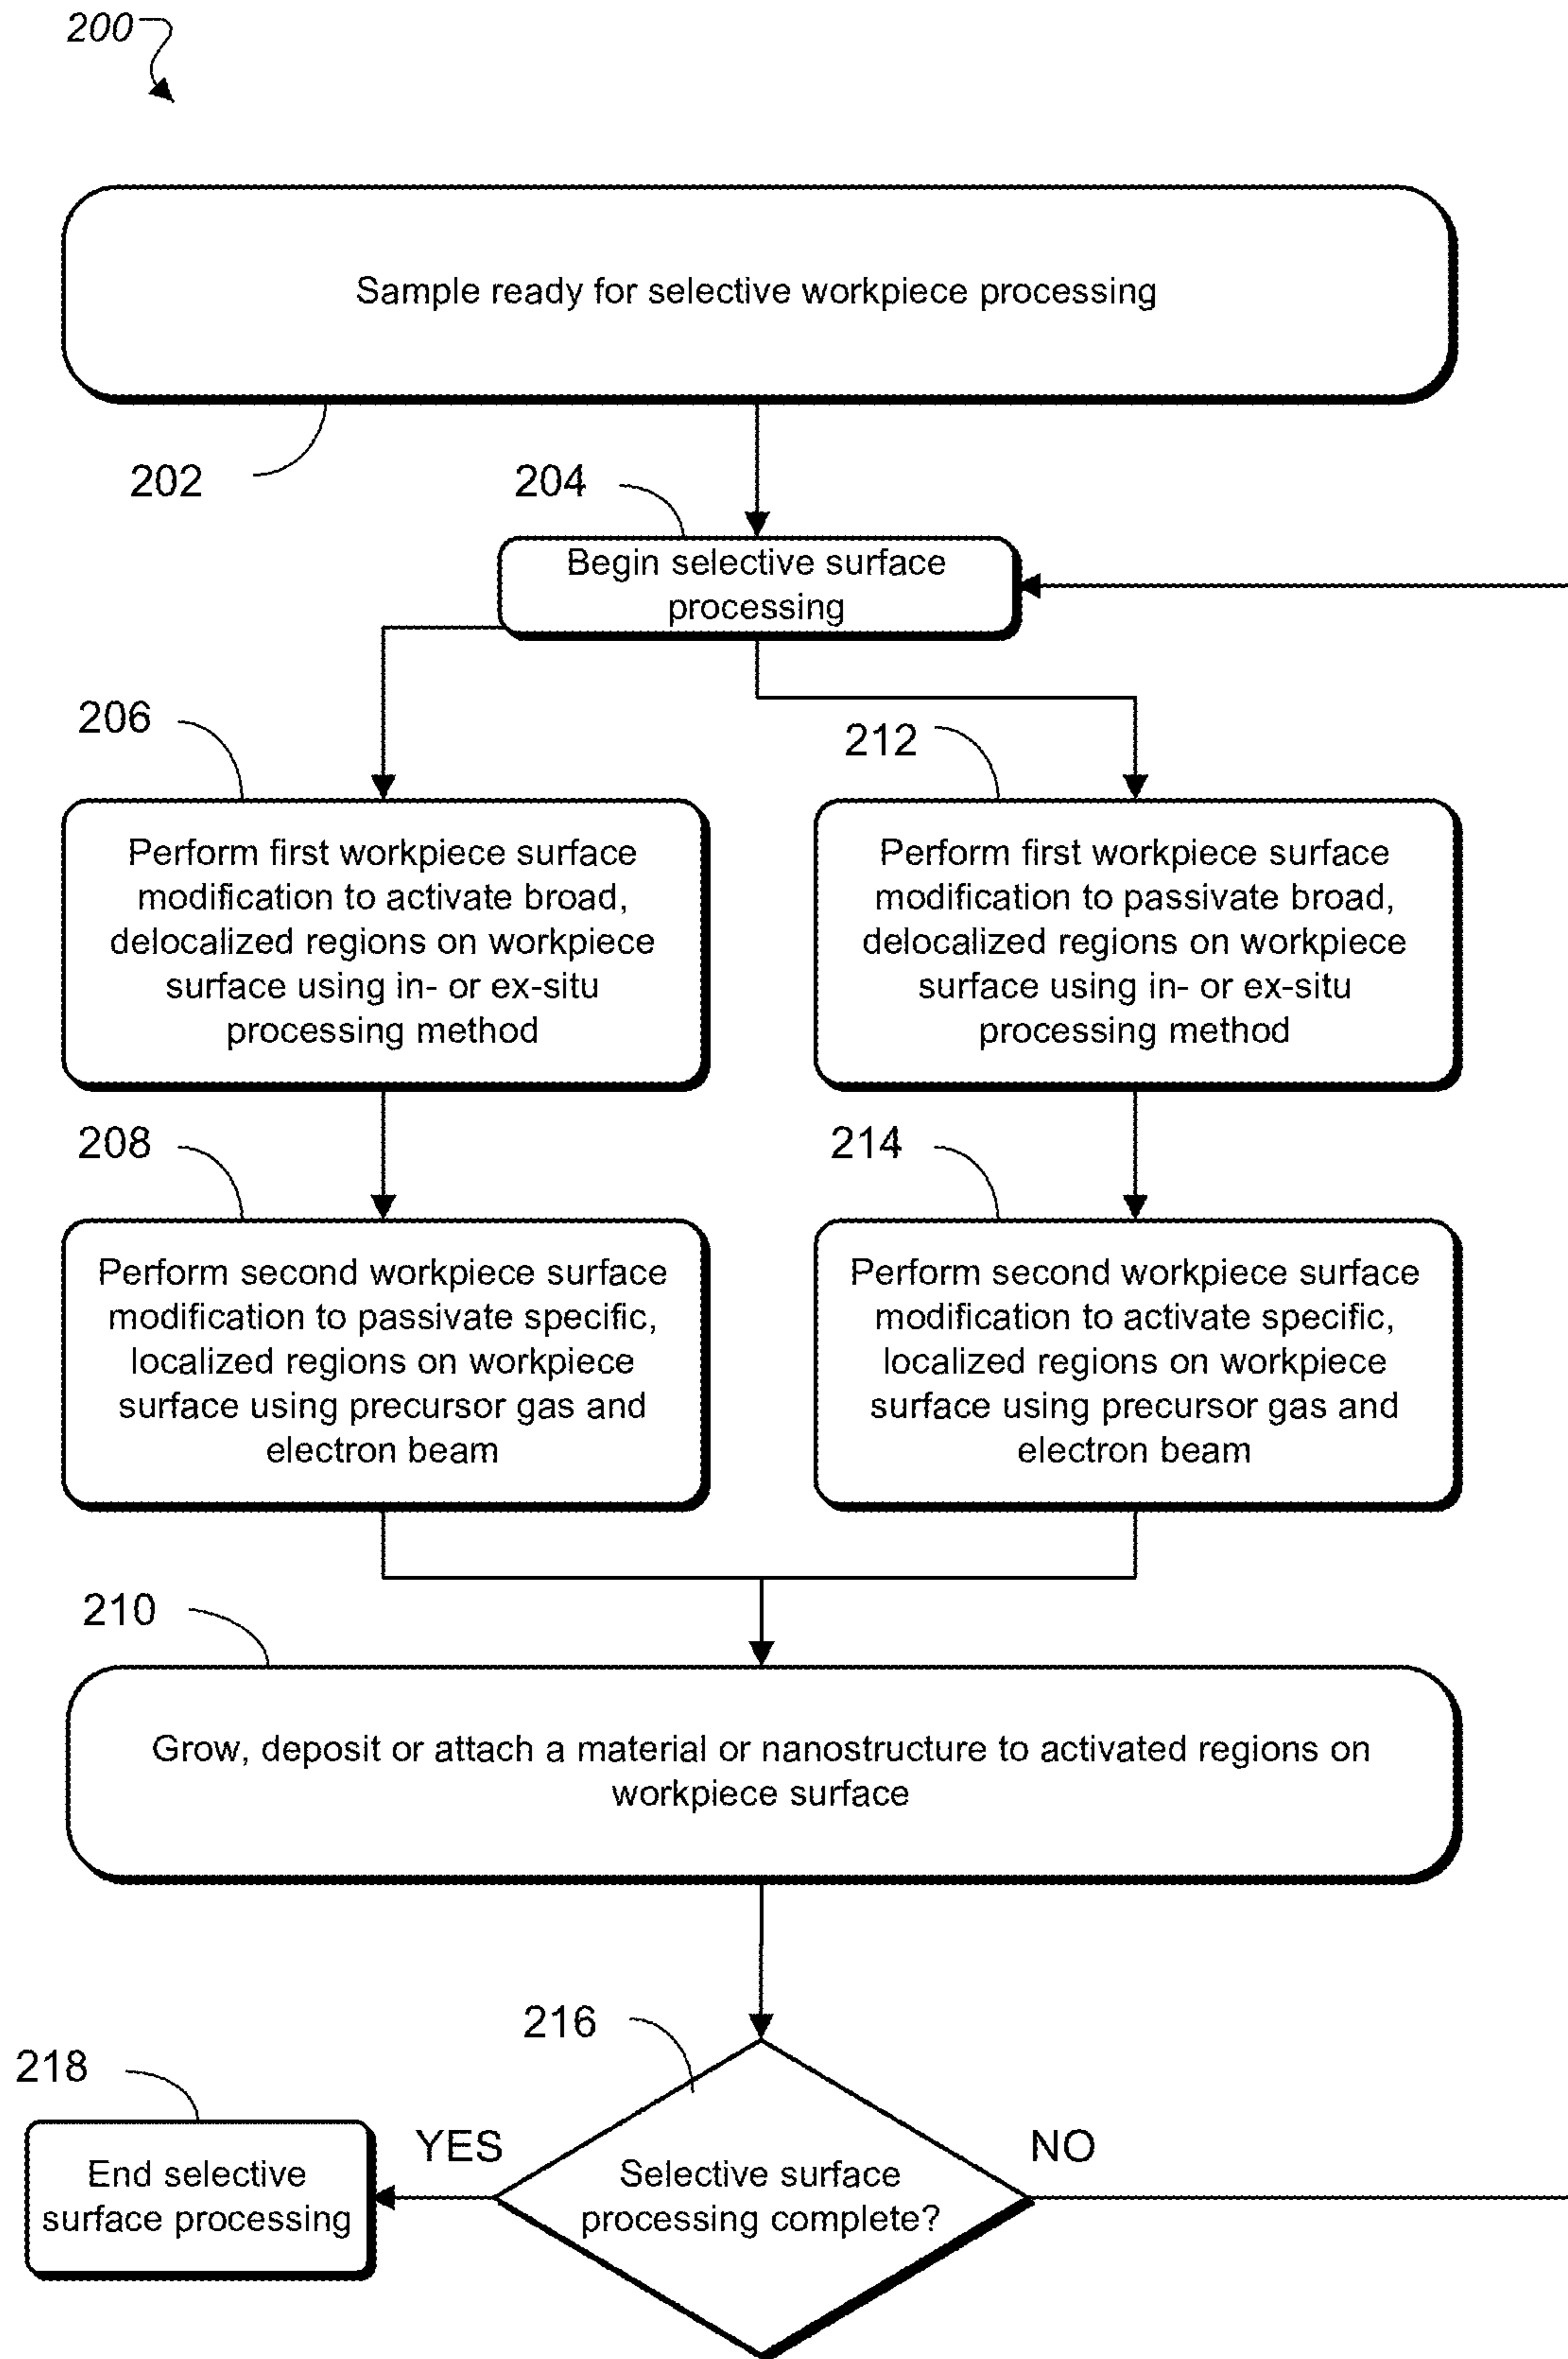 200
Sample ready for selective workpiece processing
202
204
Begin selective surface
processing
206
212
Perform first workpiece surface
modification to activate broad,
delocalized regions on workpiece
surface using in- or ex-situ
processing method
Perform first workpiece surface
modification to passivate broad,
delocalized regions on workpiece
surface using in- or ex-situ
processing method
208
214
Perform second workpiece surface
modification to passivate specific,
localized regions on workpiece
surface using precursor gas and
electron beam
Perform second workpiece surface
modification to activate specific,
localized regions on workpiece
surface using precursor gas and
electron beam
210
Grow, deposit or attach a material or nanostructure to activated regions on
workpiece surface
216
218
YES
NO
End selective
surface processing
Selective surface
processing complete?